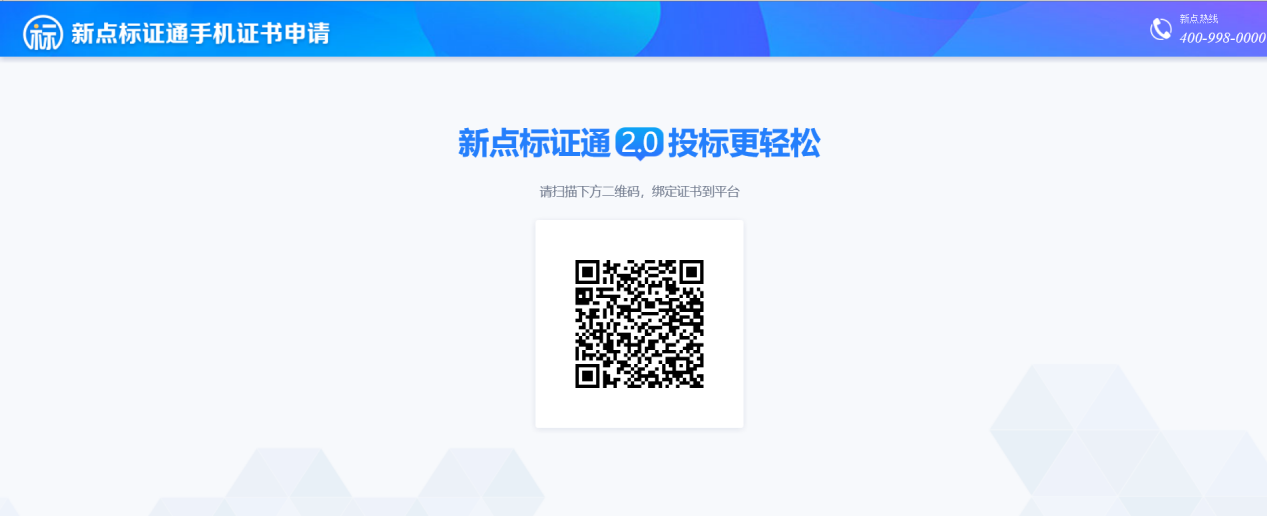 标 新点标证通手机证书申请
新点热线
400-998-0000
新点标证通 2.0 投标更轻松
请扫描下方二维码，绑定证书到平台